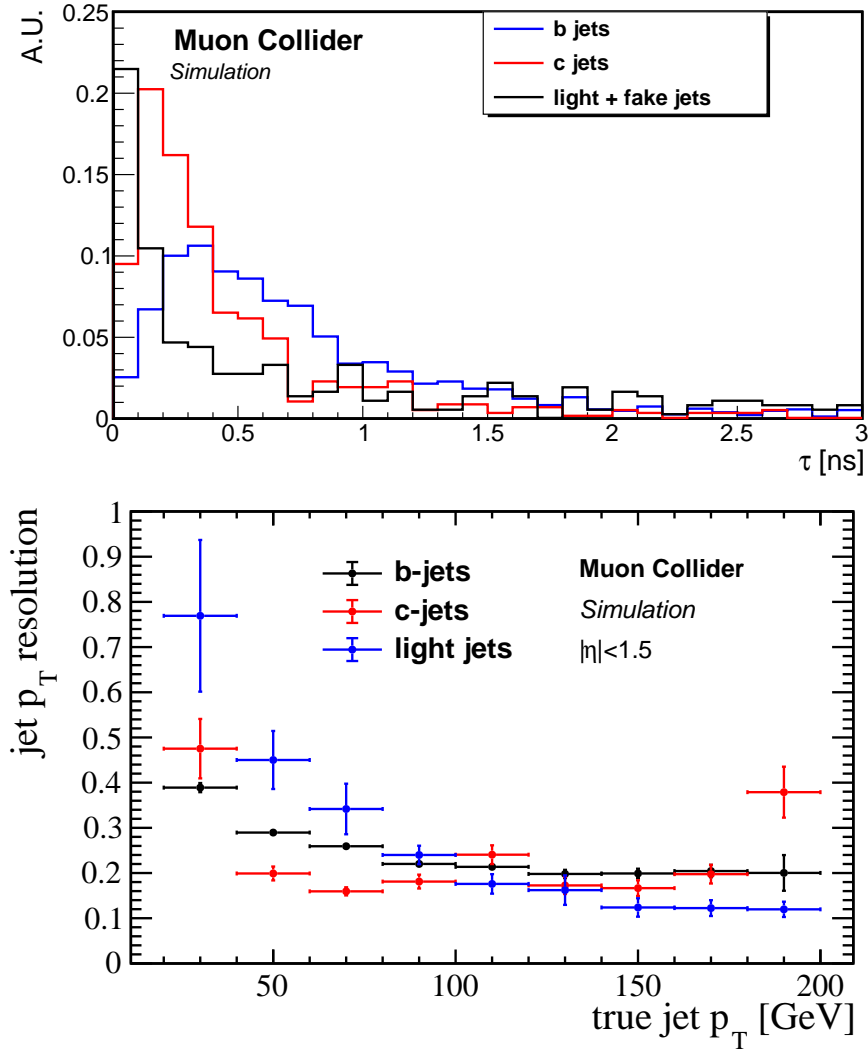 A.U.
0.25
0.2
0.15
0.1
0.05
0
Muon Collider
Simulation
b jets
c jets
light + fake jets
0 0.5 1 1.5 2 2.5 3
τ [ns]
jet p_T resolution
1
0.9
0.8
0.7
0.6
0.5
0.4
0.3
0.2
0.1
0
b-jets
c-jets
light jets
Muon Collider
Simulation
|η|<1.5
50 100 150 200
true jet p_T [GeV]